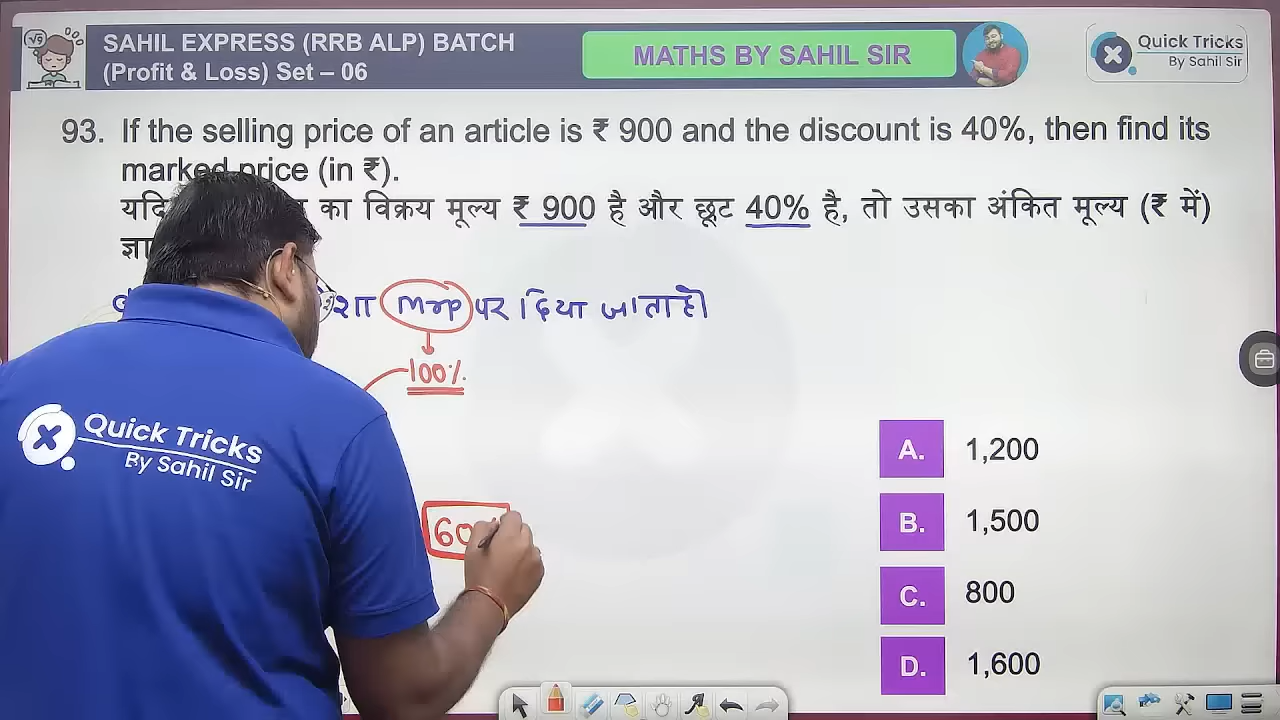 SAHIL EXPRESS (RRB ALP) BATCH
(Profit & Loss) Set – 06
MATHS BY SAHIL SIR
Quick Tricks
By Sahil Sir
93. If the selling price of an article is ₹ 900 and the discount is 40%, then find its
marked price (in ₹).
का विक्रय मूल्य ₹ 900 है और छूट 40% है, तो उसका अंकित मूल्य (₹ में)
Mrp पर दिया जाता है।
100%
60
Quick Tricks
By Sahil Sir
A. 1,200
B. 1,500
C. 800
D. 1,600